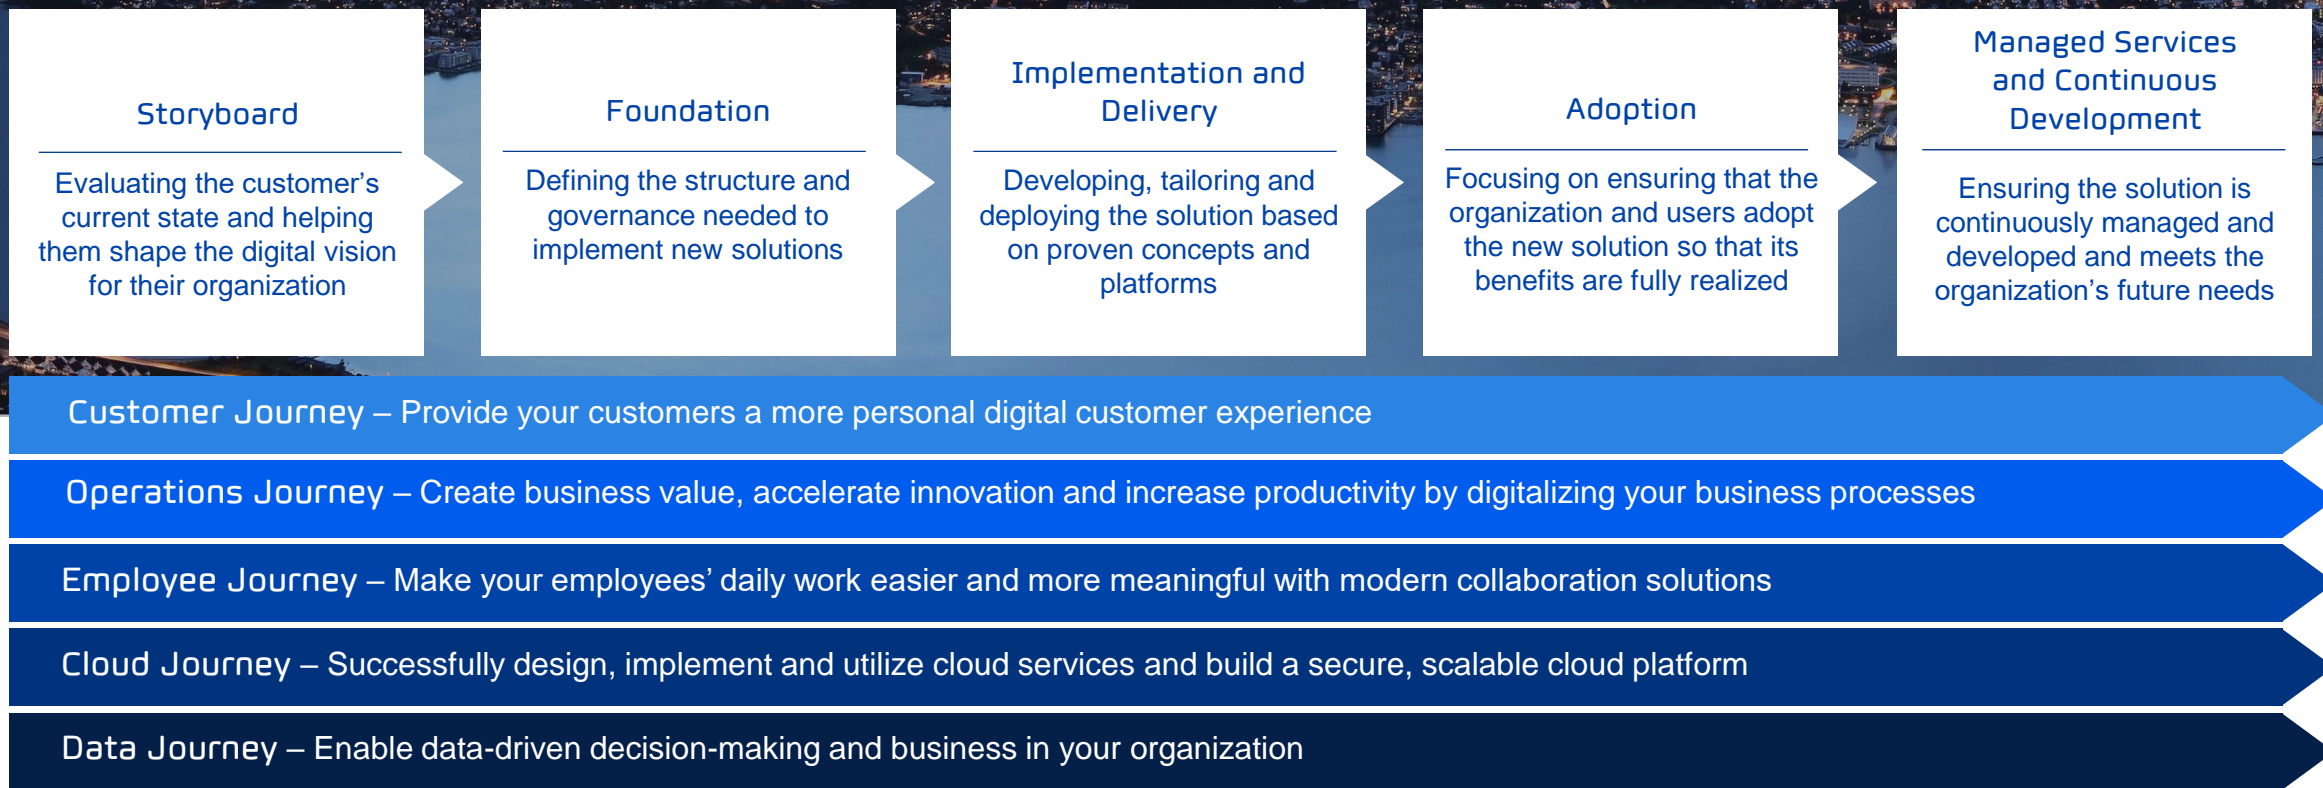 Storyboard
Evaluating the customer’s
current state and helping
them shape the digital vision
for their organization
Foundation
Defining the structure and
governance needed to
implement new solutions
Implementation and
Delivery
Developing, tailoring and
deploying the solution based
on proven concepts and
platforms
Adoption
Focusing on ensuring that the
organization and users adopt
the new solution so that its
benefits are fully realized
Managed Services
and Continuous
Development
Ensuring the solution is
continuously managed and
developed and meets the
organization’s future needs
Customer Journey – Provide your customers a more personal digital customer experience
Operations Journey – Create business value, accelerate innovation and increase productivity by digitalizing your business processes
Employee Journey – Make your employees’ daily work easier and more meaningful with modern collaboration solutions
Cloud Journey – Successfully design, implement and utilize cloud services and build a secure, scalable cloud platform
Data Journey – Enable data-driven decision-making and business in your organization